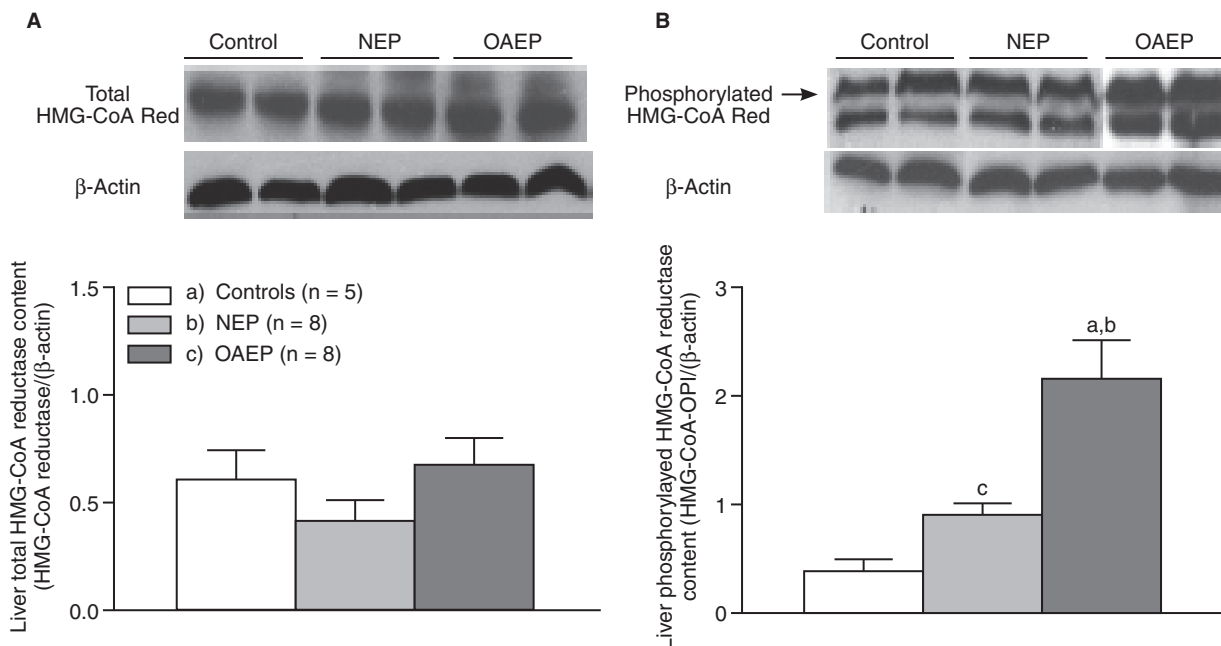 A
Control NEP OAEP
Total
HMG-CoA Red
β-Actin
Liver total HMG-CoA reductase content
(HMG-CoA reductase/(β-actin)
1.5
1.0
0.5
0.0
a) Controls (n = 5)
b) NEP (n = 8)
c) OAEP (n = 8)
B
Control NEP OAEP
Phosphorylated
HMG-CoA Red
β-Actin
Liver phosphorylayed HMG-CoA reductase
content (HMG-CoA-OPI/(β-actin)
3
2
1
0
c
a,b